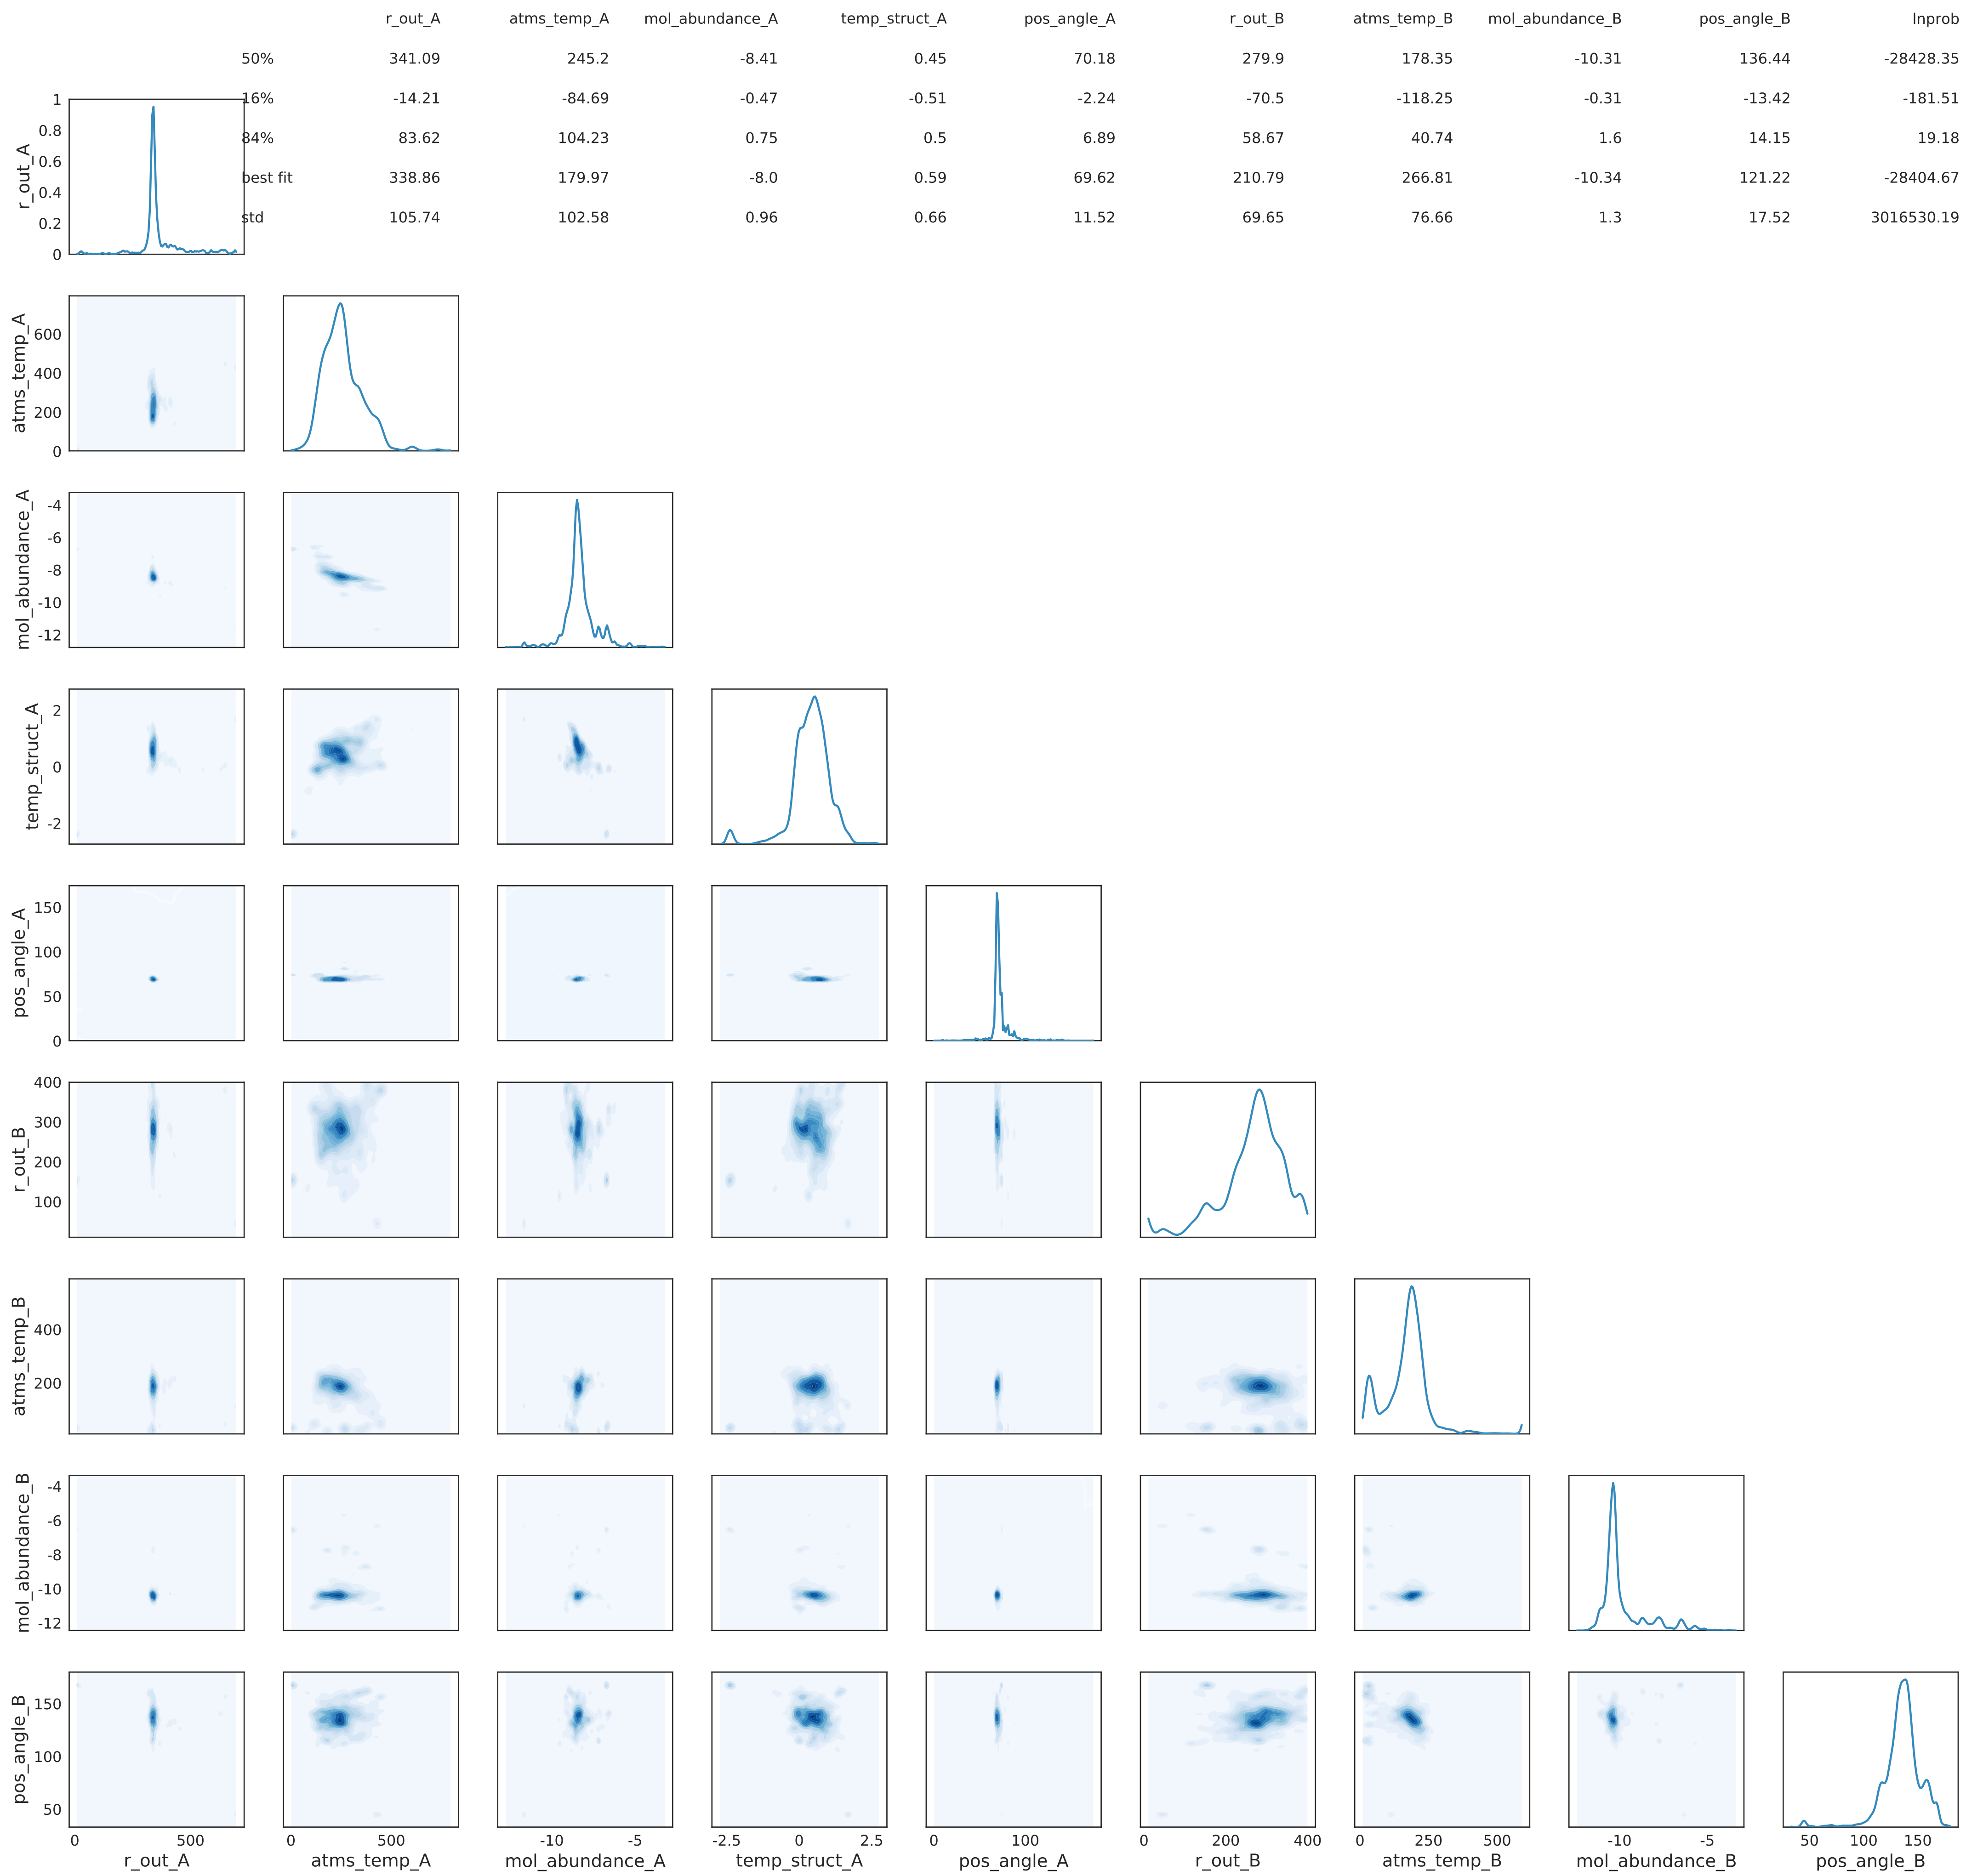 r_out_A atms_temp_A mol_abundance_A temp_struct_A pos_angle_A r_out_B atms_temp_B mol_abundance_B pos_angle_B lnprob
50% 341.09 245.2 -8.41 0.45 70.18 279.9 178.35 -10.31 136.44 -28428.35
16% -14.21 -84.69 -0.47 -0.51 -2.24 -70.5 -118.25 -0.31 -13.42 -181.51
84% 83.62 104.23 0.75 0.5 6.89 58.67 40.74 1.6 14.15 19.18
best fit 338.86 179.97 -8.0 0.59 69.62 210.79 266.81 -10.34 121.22 -28404.67
std 105.74 102.58 0.96 0.66 11.52 69.65 76.66 1.3 17.52 3016530.19
r_out_A
1
0.8
0.6
0.4
0.2
0
atms_temp_A
600
400
200
0
mol_abundance_A
-4
-6
-8
-10
-12
temp_struct_A
2
0
-2
pos_angle_A
150
100
50
0
r_out_B
400
300
200
100
atms_temp_B
400
200
mol_abundance_B
-4
-6
-8
-10
-12
pos_angle_B
150
100
50
0 500 0 500 -10 -5 -2.5 0 2.5 0 100 0 200 400 0 250 500 -10 -5 50 100 150
r_out_A atms_temp_A mol_abundance_A temp_struct_A pos_angle_A r_out_B atms_temp_B mol_abundance_B pos_angle_B